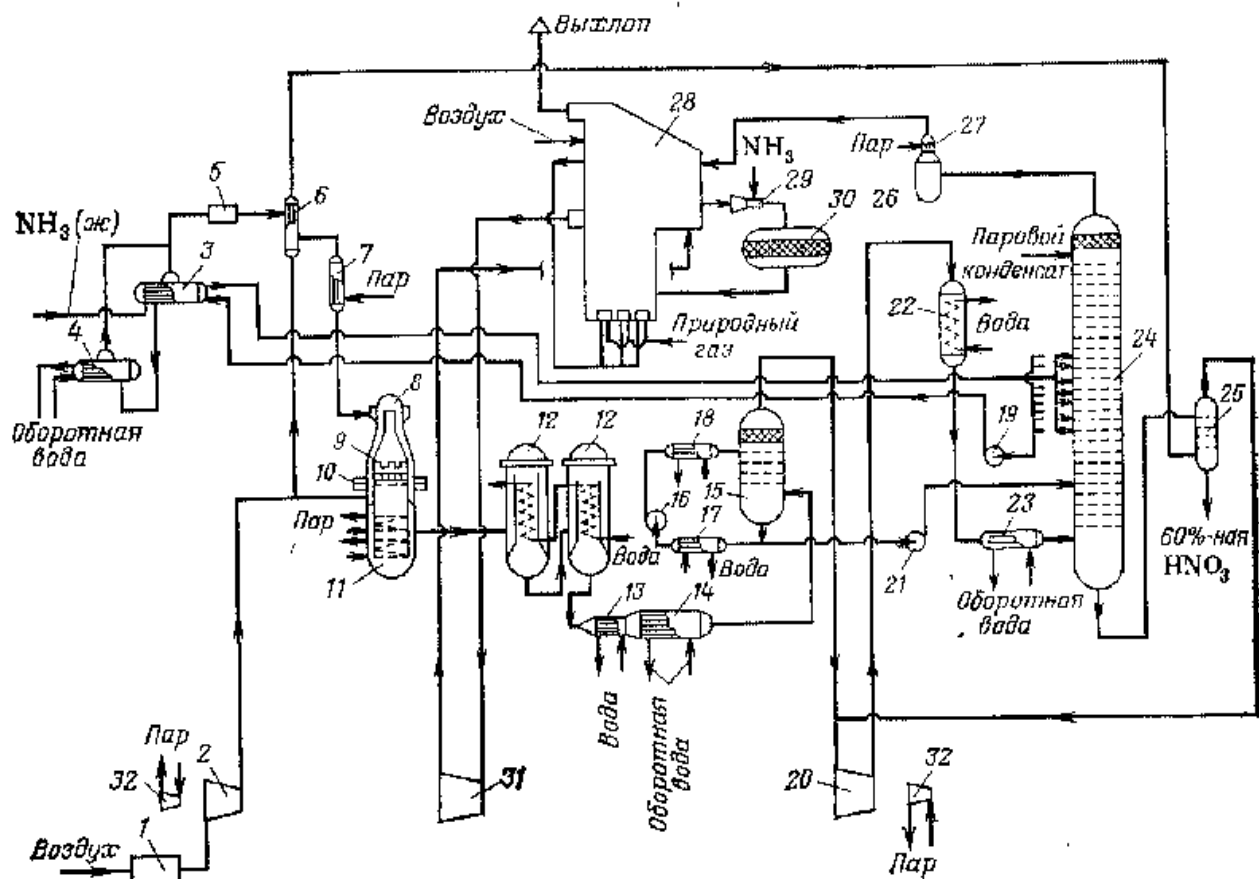 Выхлоп
Воздух
28
Пар
27
NH₃
29
30
26
5
6
NH₃(ж)
3
7
Пар
4
Паровой
конденсат
22
Вода
24
Природный
газ
8
Оборотная
вода
9
12
12
18
19
25
10
15
16
Пар
17
Вода
23
60%-ная
HNO₃
11
Вода
21
13
14
Оборотная
вода
Вода
Оборотная
вода
Пар
2
32
31
20
32
1
Воздух
Пар